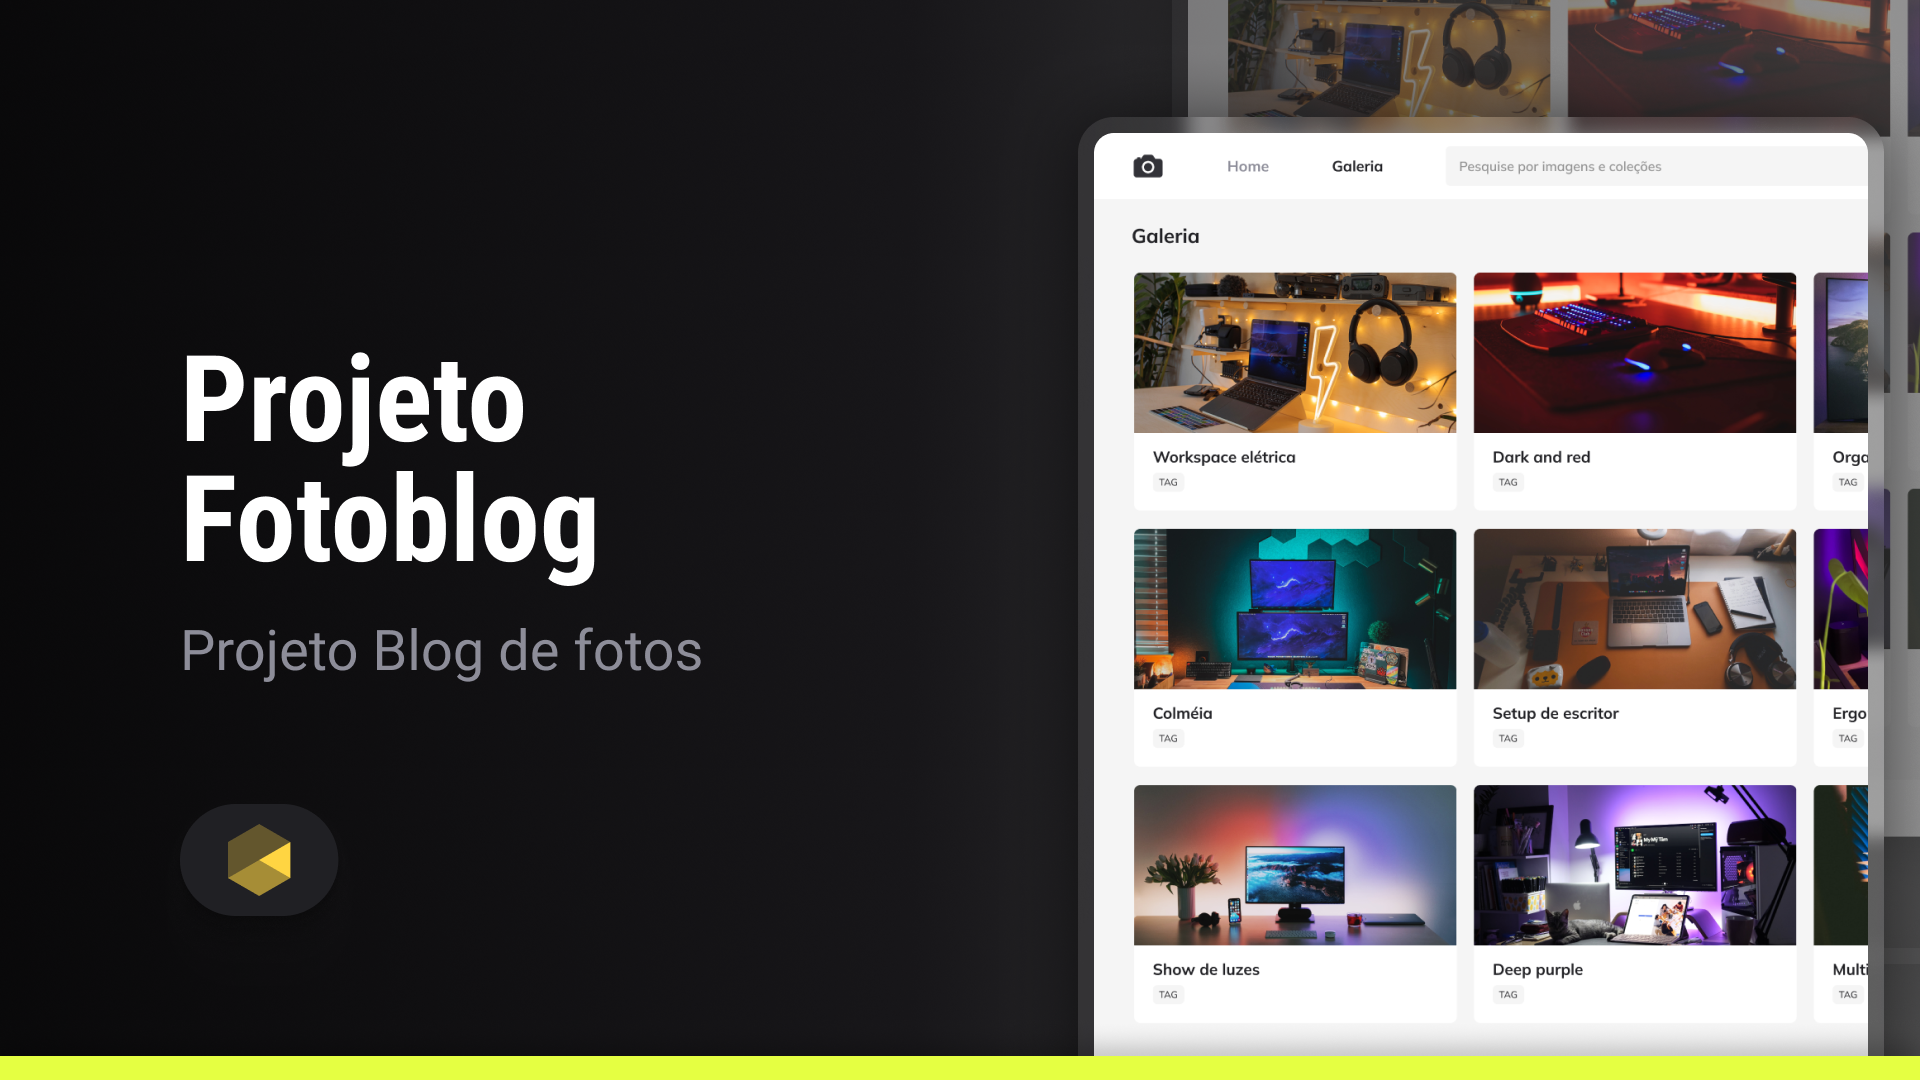 Projeto
Fotoblog
Projeto Blog de fotos
Home Galeria Pesquise por imagens e coleções
Galeria
Workspace elétrica Dark and red Orga
TAG TAG TAG
Colméia Setup de escritor Ergo
TAG TAG TAG
Show de luzes Deep purple Multi
TAG TAG TAG